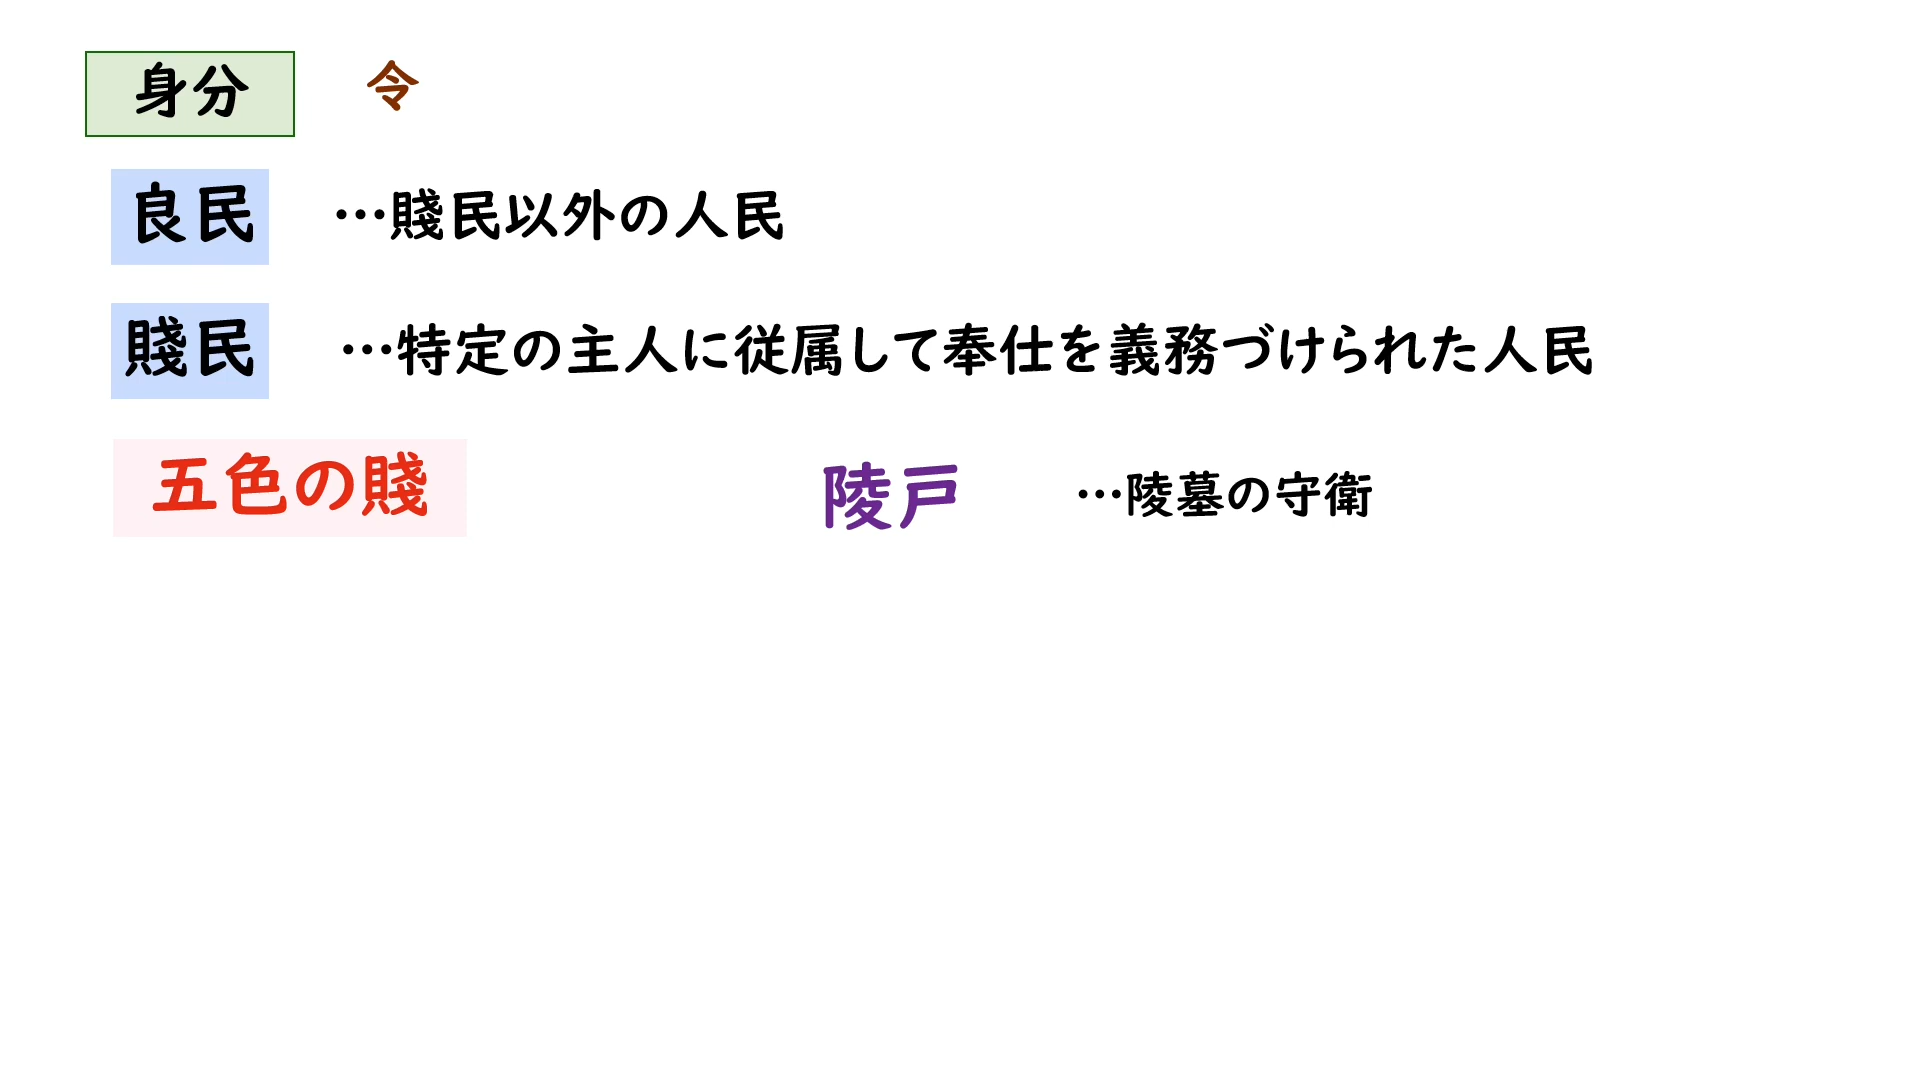 身分 令
良民 …賤民以外の人民
賤民 …特定の主人に従属して奉仕を義務づけられた人民
五色の賤 陵戸 …陵墓の守衛